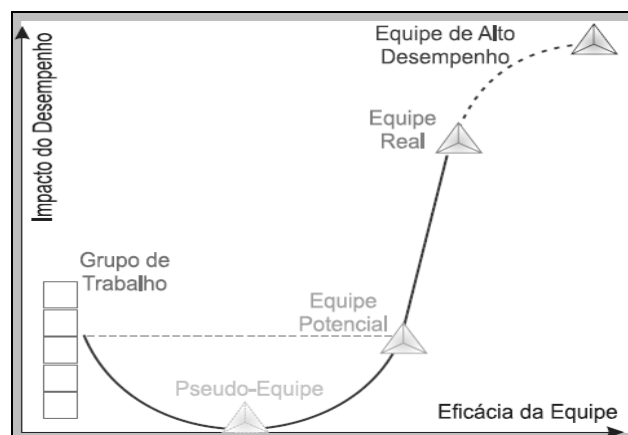 Impacto do Desempenho
Equipe de Alto
Desempenho
Equipe
Real
Grupo de
Trabalho
Equipe
Potencial
Pseudo-Equipe
Eficácia da Equipe